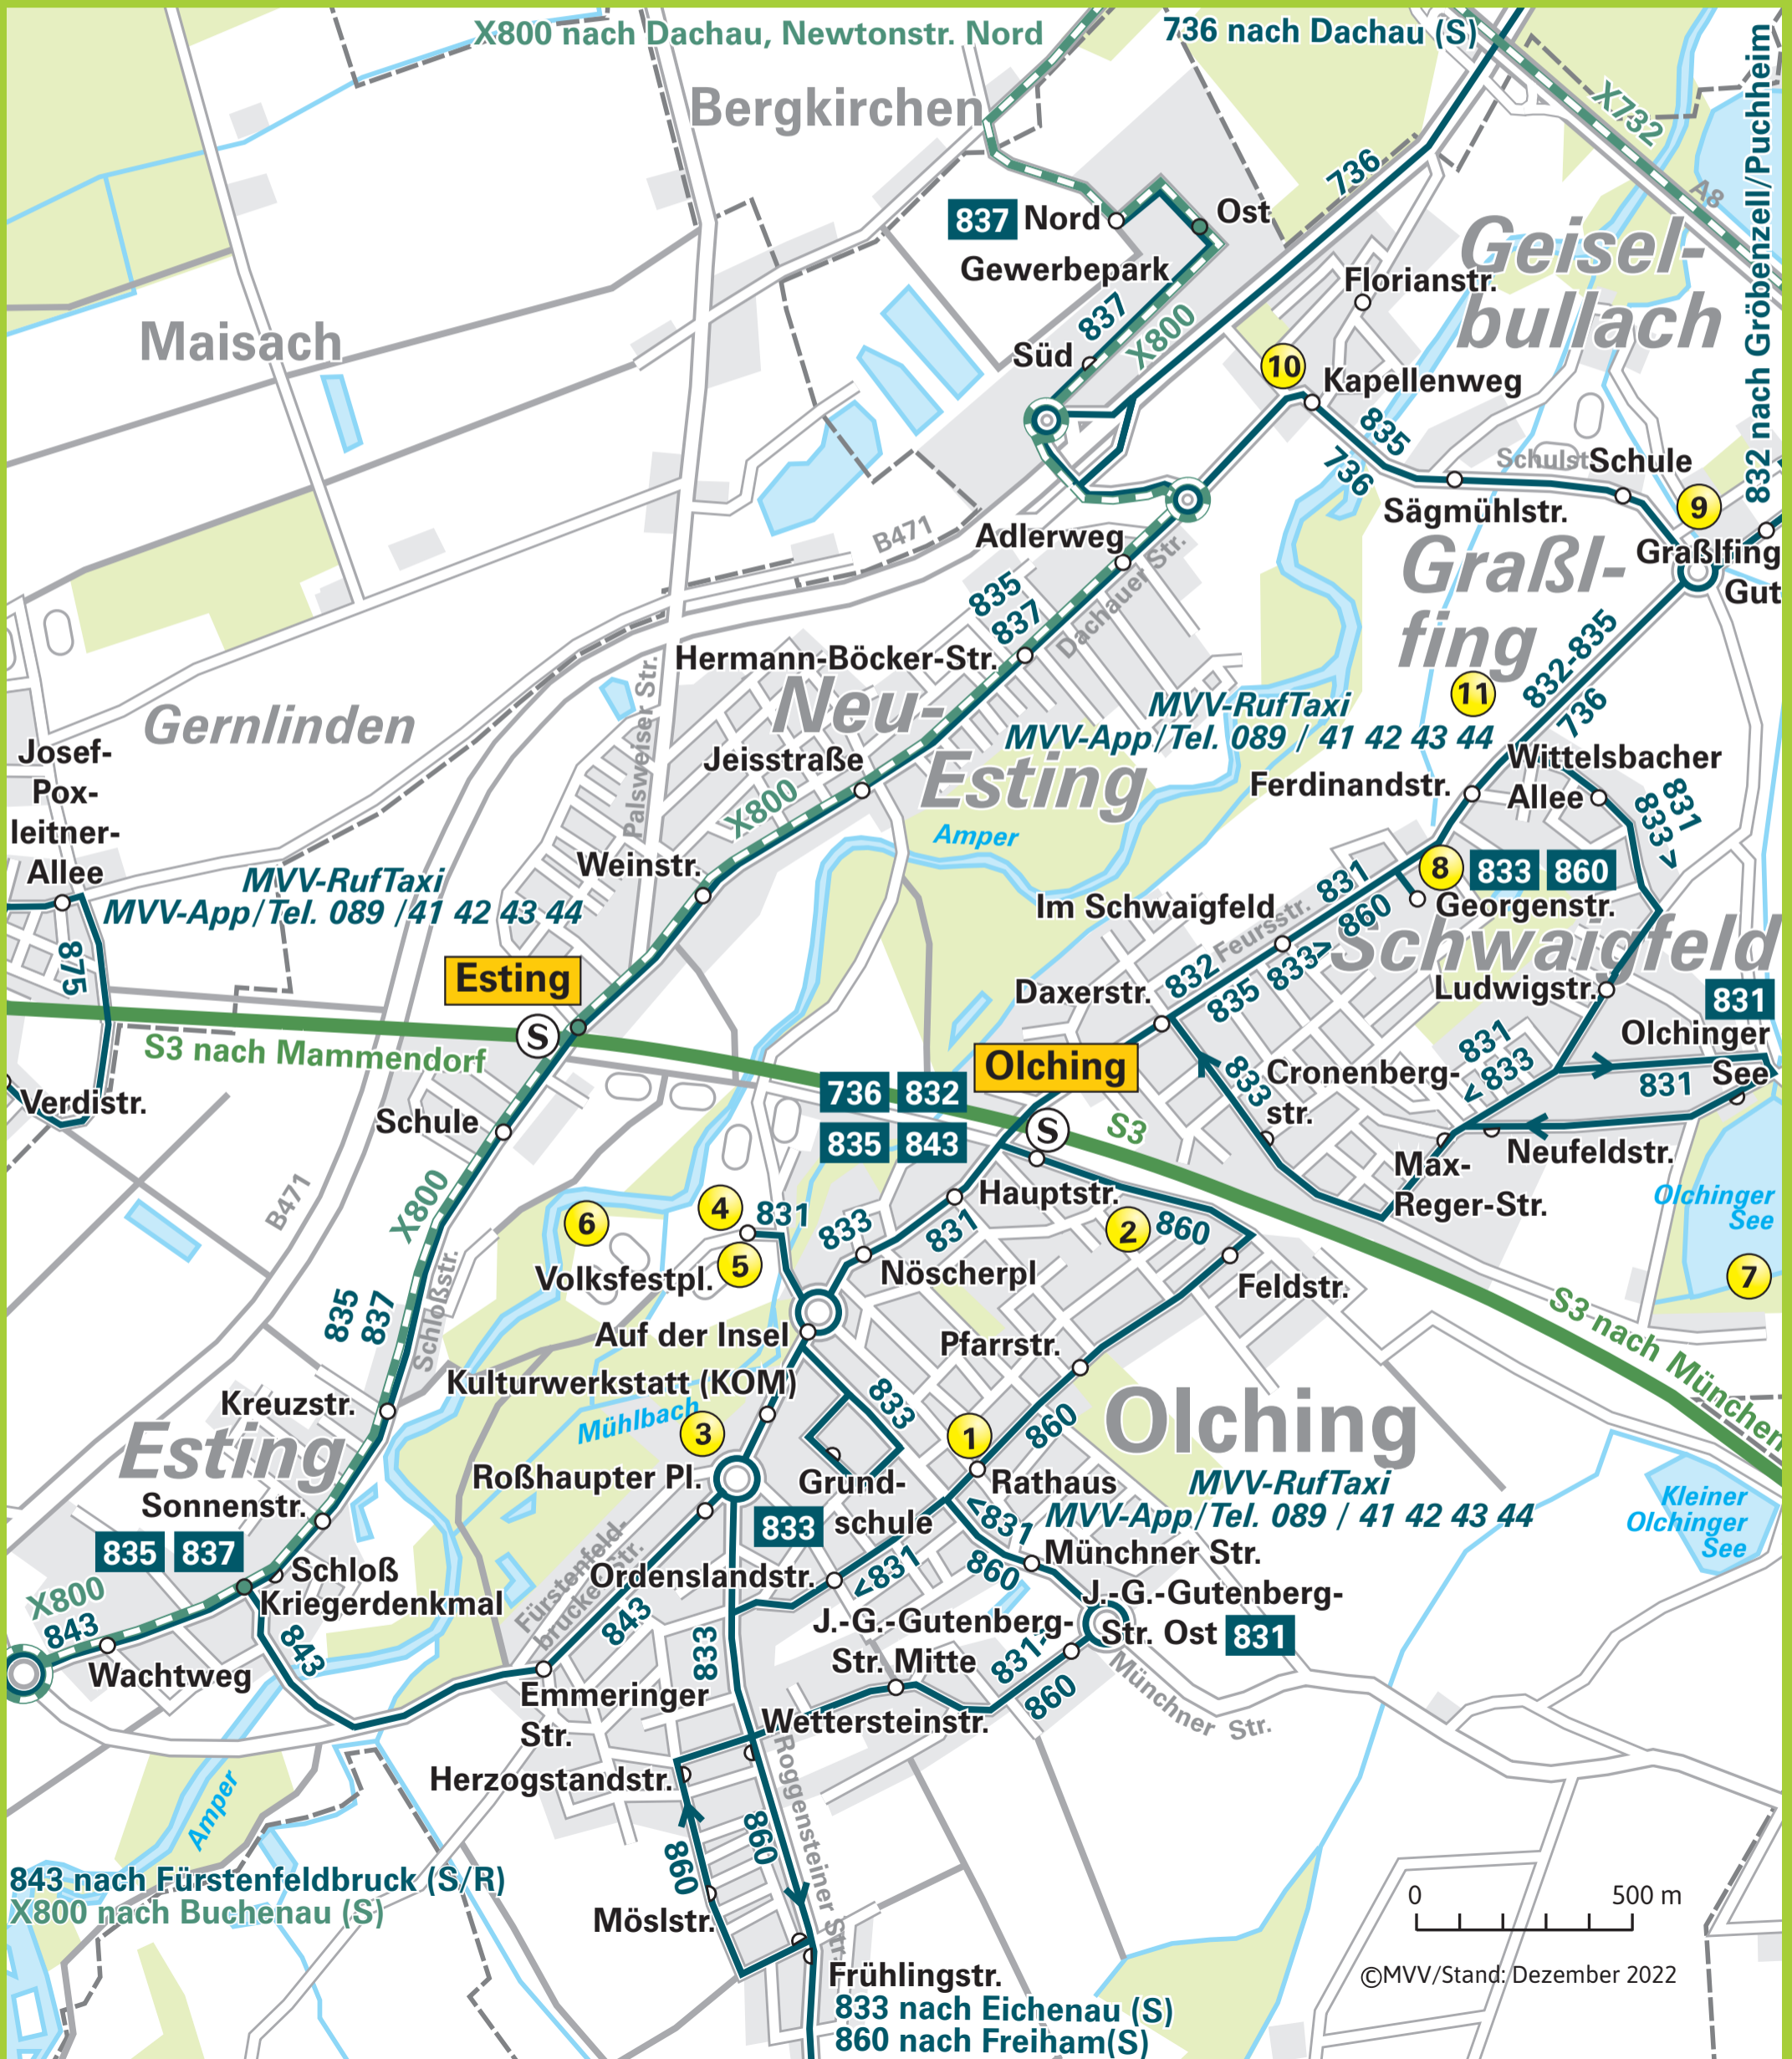 X800 nach Dachau, Newtonstr. Nord
736 nach Dachau (S)
X732
A8
832 nach Gröbenzell/Puchheim
Bergkirchen
736
837 Nord
Ost
Gewerbepark
Geisel-
bullach
Florianstr.
837
X800
Süd
Maisach
10
Kapellenweg
835
736
Schulst
Schule
Sägmühlstr.
9
Graßlfing
Gut
B471
Adlerweg
Dachauer Str.
835
837
Graßl-
fing
Hermann-Böcker-Str.
Neu-
Esting
832-835
736
11
MVV-RufTaxi
MVV-App/Tel. 089 / 41 42 43 44
Gernlinden
Palsweiser Str.
Jeisstraße
X800
Josef-
Pox-
leitner-
Allee
Ferdinandstr.
Wittelsbacher
Allee
831
833 >
Amper
Weinstr.
MVV-RufTaxi
MVV-App/Tel. 089 /41 42 43 44
8
833 860
Georgenstr.
831
860
Im Schwaigfeld
Feursstr.
Schwaigfeld
875
Esting
S
832
835 833>
Daxerstr.
Ludwigstr.
831
Olchinger
See
S3 nach Mammendorf
Olching
736 832
835 843
S
S3
833
Cronenberg-
str.
831
< 833
831
Verdistr.
Schule
Neufeldstr.
Max-
Reger-Str.
Hauptstr.
B471
X800
6
4
831
833
831
2
860
Olchinger
See
7
Volksfestpl.
5
Nöscherpl
Feldstr.
S3 nach München
835
837
Schloßstr.
Auf der Insel
Pfarrstr.
Kulturwerkstatt (KOM)
Kreuzstr.
Mühlbach
833
Olching
Esting
3
1
860
Roßhaupter Pl.
Grund-
schule
Rathaus
MVV-RufTaxi
MVV-App/Tel. 089 / 41 42 43 44
Kleiner
Olchinger
See
Sonnenstr.
833
<831
835 837
Fürstenfeld-
brucker Str.
Münchner Str.
Schloß
Ordenslandstr.
<831
860
X800
843
Kriegerdenkmal
J.-G.-Gutenberg-
Str. Ost 831
J.-G.-Gutenberg-
Str. Mitte
843
843
833
831
860
Wachtweg
Münchner Str.
Emmeringer
Str.
Wettersteinstr.
Herzogstandstr.
Roggensteiner Str.
Amper
860
860
843 nach Fürstenfeldbruck (S/R)
X800 nach Buchenau (S)
Möslstr.
0 500 m
Frühlingstr.
©MVV/Stand: Dezember 2022
833 nach Eichenau (S)
860 nach Freiham(S)